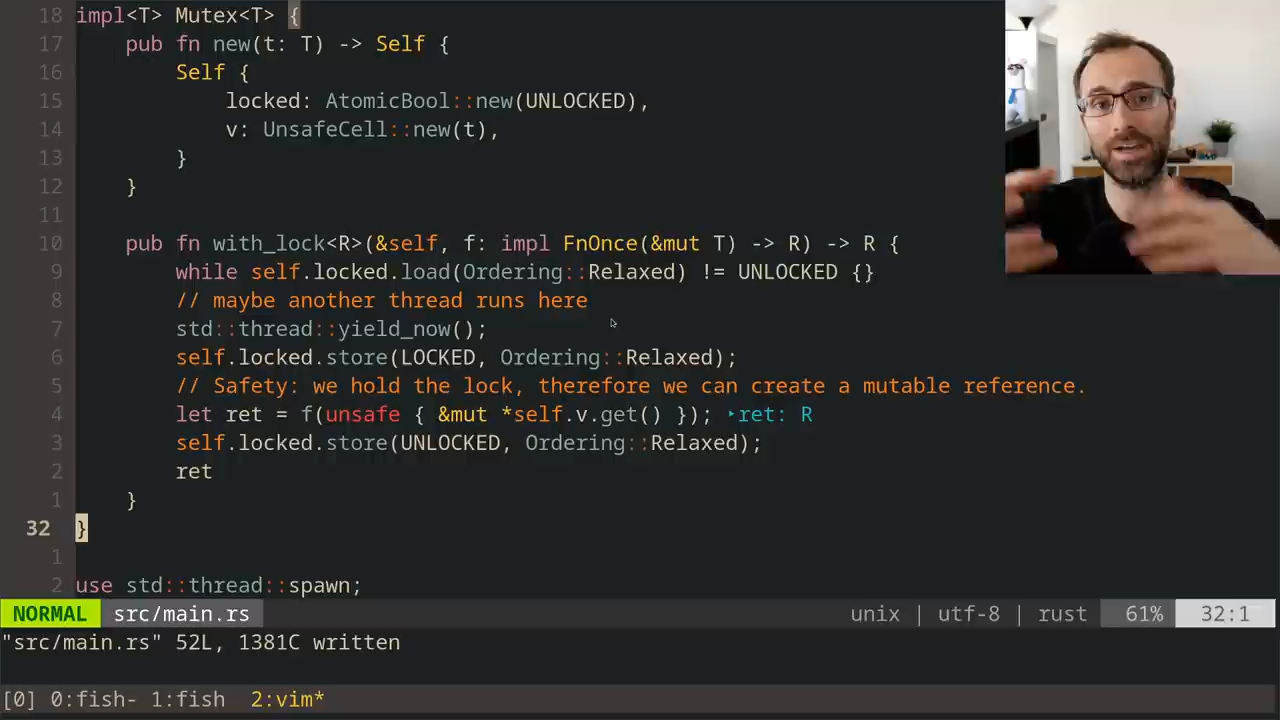 18 impl<T> Mutex<T> {
17 pub fn new(t: T) -> Self {
16 Self {
15 locked: AtomicBool::new(UNLOCKED),
14 v: UnsafeCell::new(t),
13 }
12 }
11
10 pub fn with_lock<R>(&self, f: impl FnOnce(&mut T) -> R) -> R {
9 while self.locked.load(Ordering::Relaxed) != UNLOCKED {}
8 // maybe another thread runs here
7 std::thread::yield_now();
6 self.locked.store(LOCKED, Ordering::Relaxed);
5 // Safety: we hold the lock, therefore we can create a mutable reference.
4 let ret = f(unsafe { &mut *self.v.get() }); ‣ret: R
3 self.locked.store(UNLOCKED, Ordering::Relaxed);
2 ret
1 }
32 }
1
2 use std::thread::spawn;
NORMAL src/main.rs unix | utf-8 | rust 61% 32:1
"src/main.rs" 52L, 1381C written
[0] 0:fish- 1:fish 2:vim*